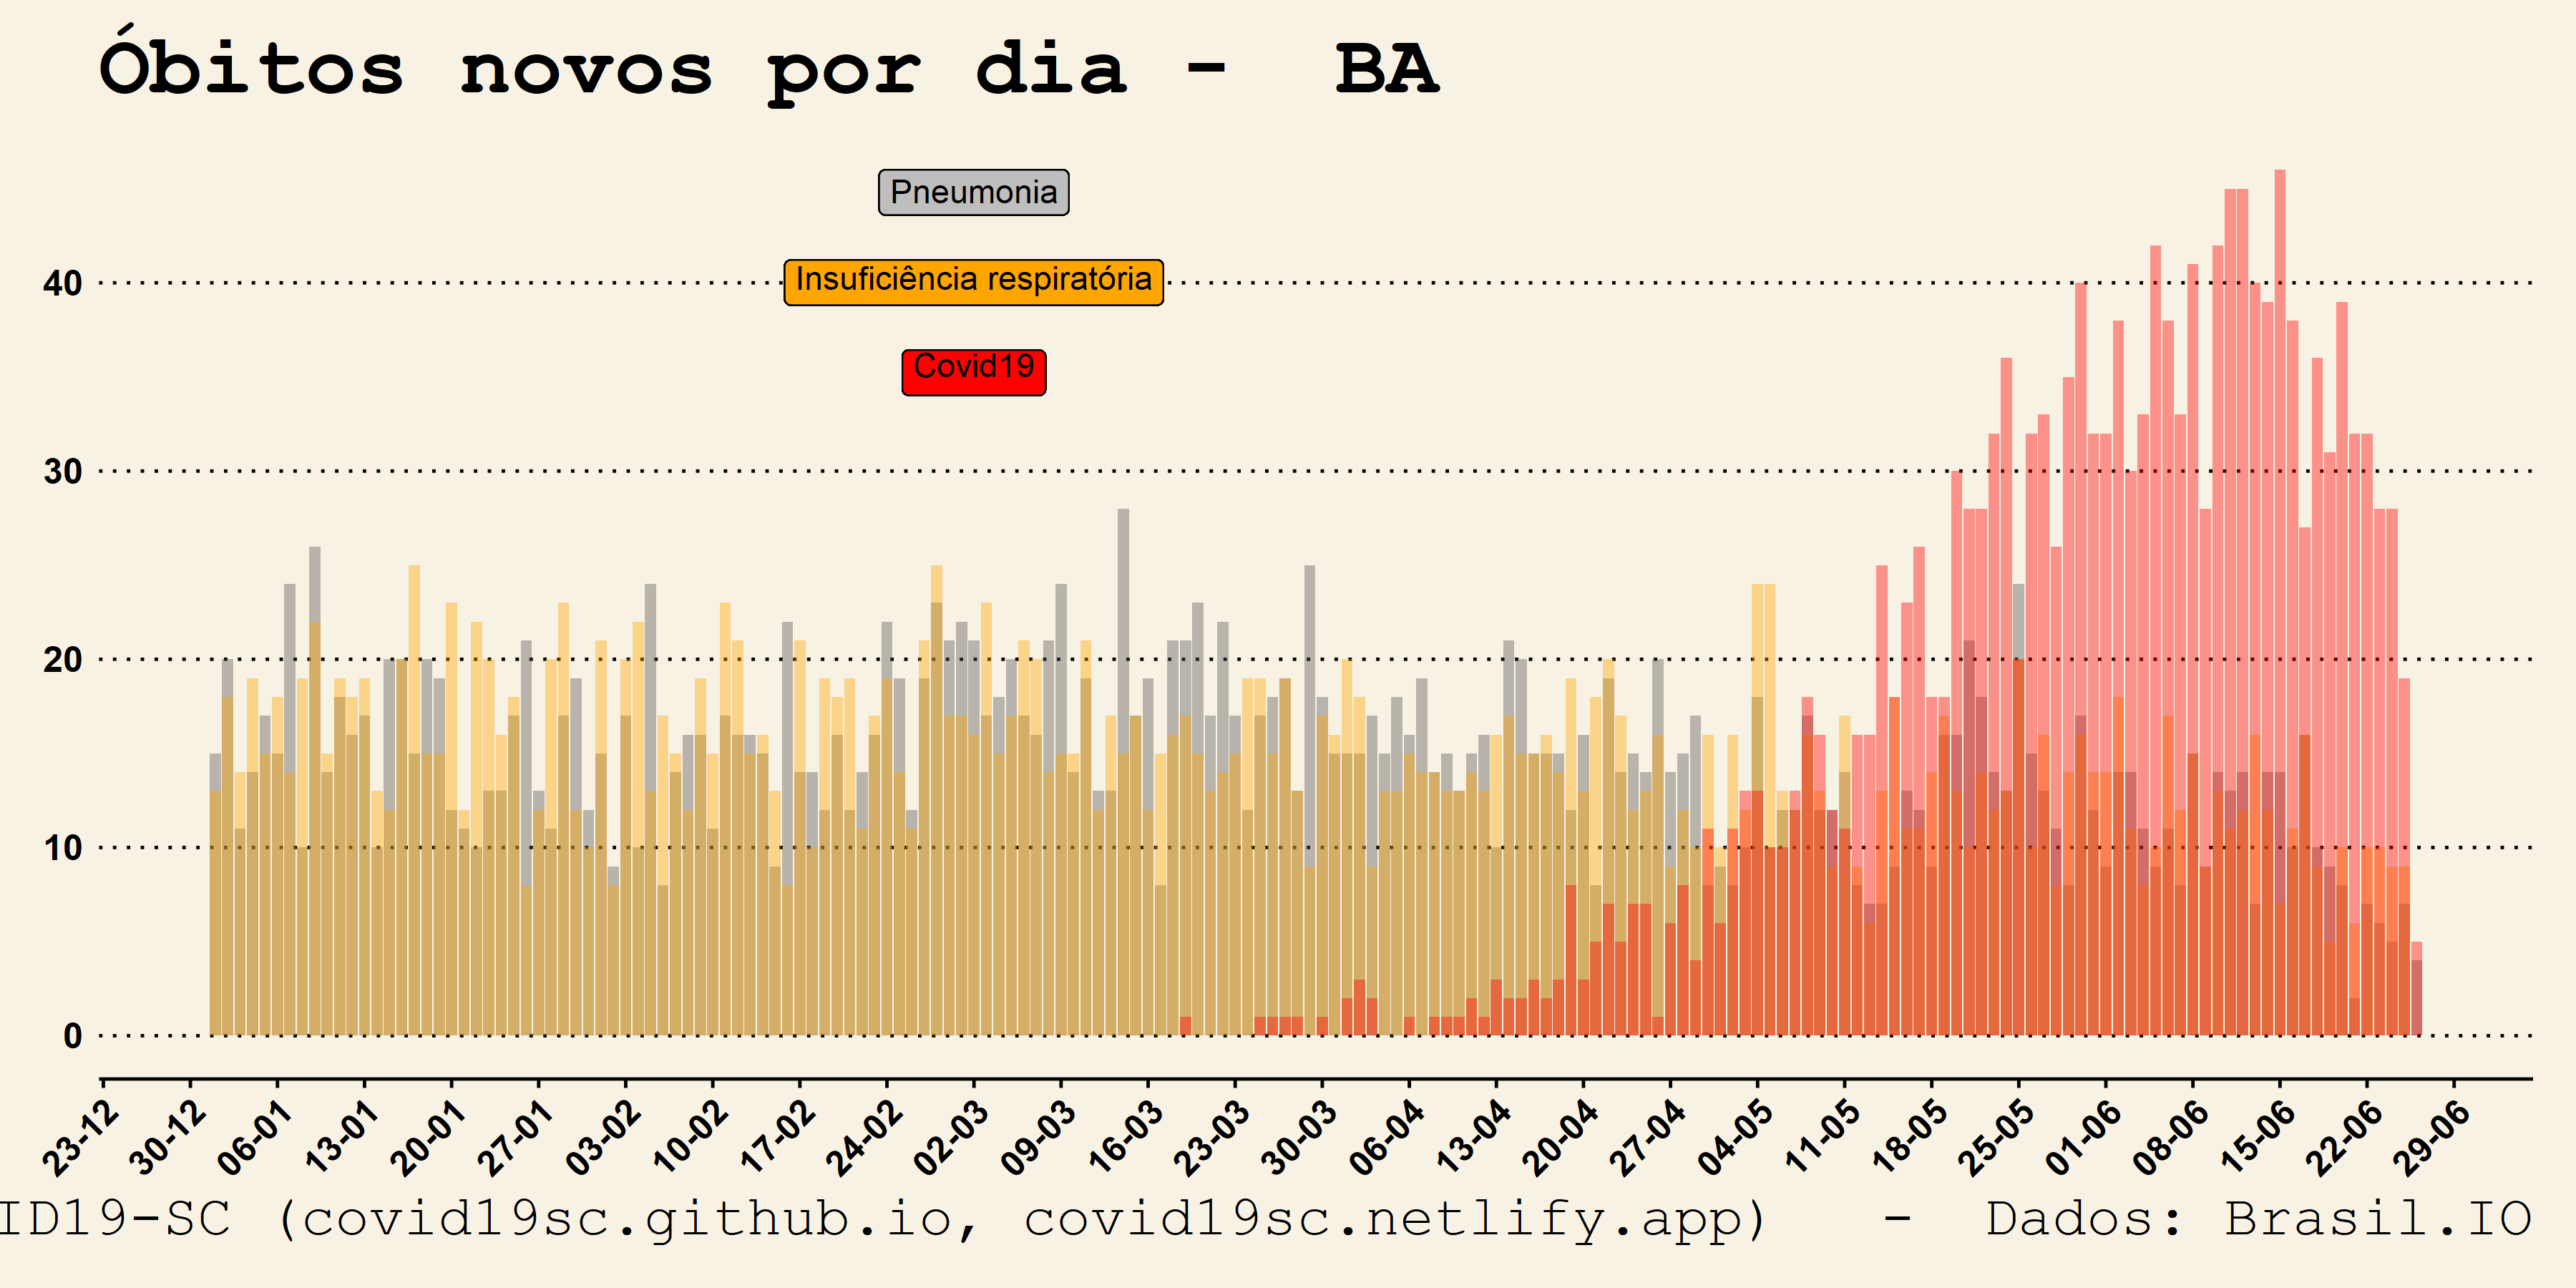 Óbitos novos por dia - BA
Pneumonia
Insuficiência respiratória
Covid19
40
30
20
10
0
23-12 30-12 06-01 13-01 20-01 27-01 03-02 10-02 17-02 24-02 02-03 09-03 16-03 23-03 30-03 06-04 13-04 20-04 27-04 04-05 11-05 18-05 25-05 01-06 08-06 15-06 22-06 29-06
ID19-SC (covid19sc.github.io, covid19sc.netlify.app) - Dados: Brasil.IO